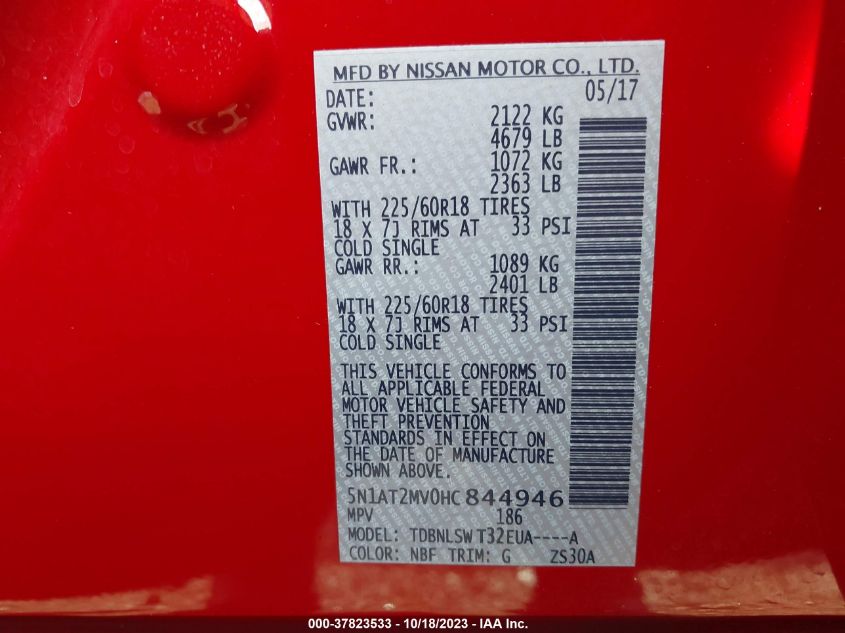 MFD BY NISSAN MOTOR CO., LTD.
DATE: 05/17
GVWR: 2122 KG
4679 LB
GAWR FR.: 1072 KG
2363 LB
WITH 225/60R18 TIRES
18 X 7J RIMS AT 33 PSI
COLD SINGLE
GAWR RR.: 1089 KG
2401 LB
WITH 225/60R18 TIRES
18 X 7J RIMS AT 33 PSI
COLD SINGLE
THIS VEHICLE CONFORMS TO
ALL APPLICABLE FEDERAL
MOTOR VEHICLE SAFETY AND
THEFT PREVENTION
STANDARDS IN EFFECT ON
THE DATE OF MANUFACTURE
SHOWN ABOVE.
5N1AT2MV0HC844946
MPV 186
MODEL: TDBNLSW T32EUA----A
COLOR: NBF TRIM: G ZS30A
000-37823533 - 10/18/2023 - IAA Inc.